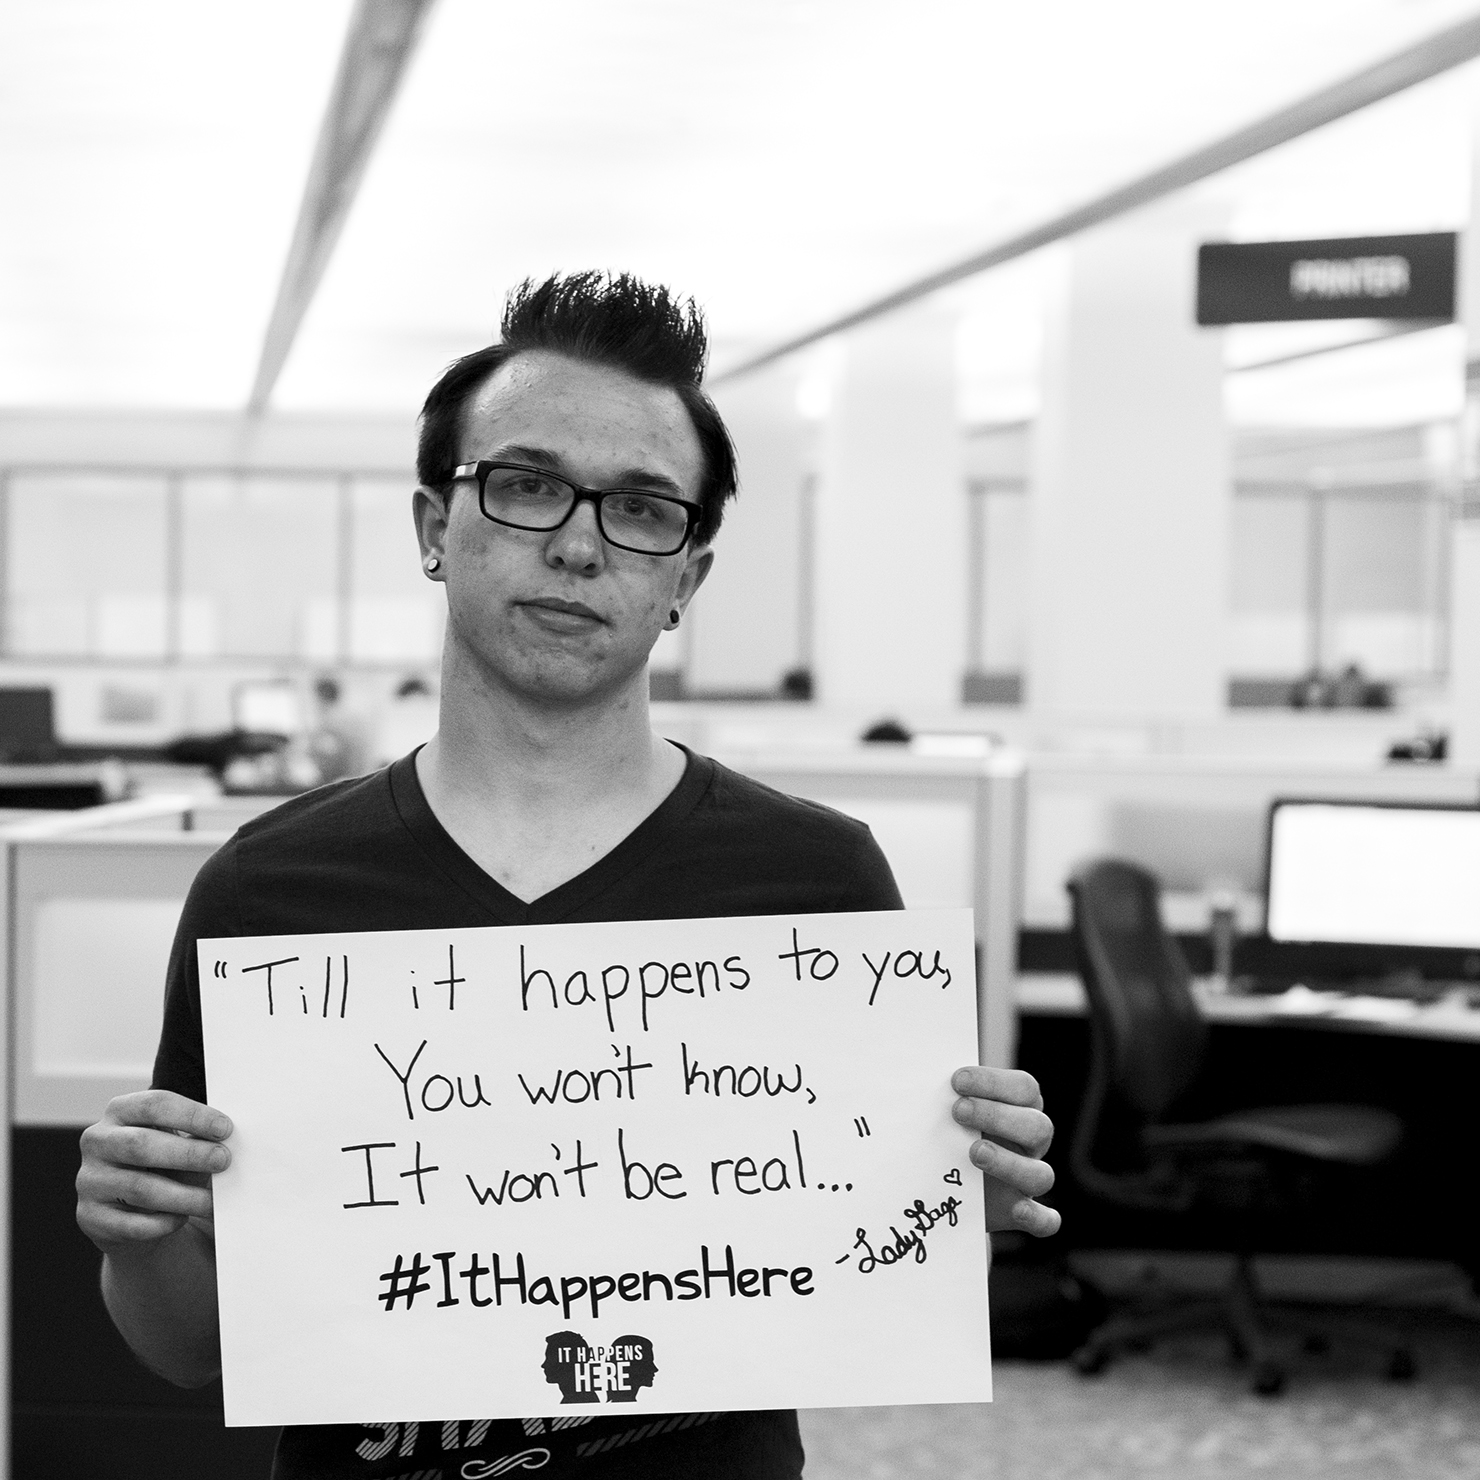 PRINTER
"Till it happens to you,
You won't know,
It won't be real..."
-Lady Gaga
#ItHappensHere
IT HAPPENS
HERE